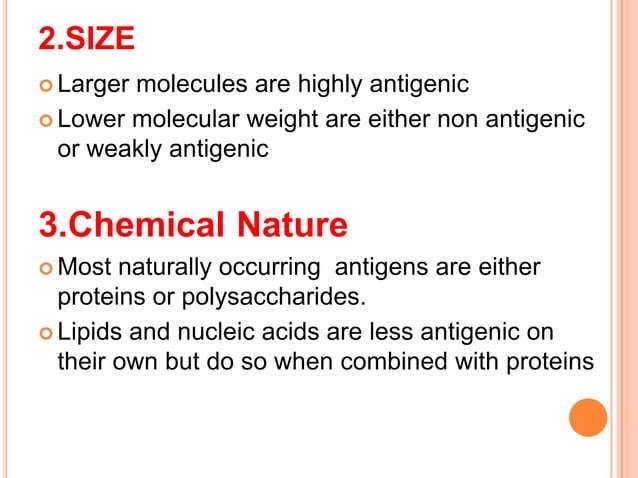 2.SIZE
Larger molecules are highly antigenic
Lower molecular weight are either non antigenic
or weakly antigenic
3.Chemical Nature
Most naturally occurring antigens are either
proteins or polysaccharides.
Lipids and nucleic acids are less antigenic on
their own but do so when combined with proteins